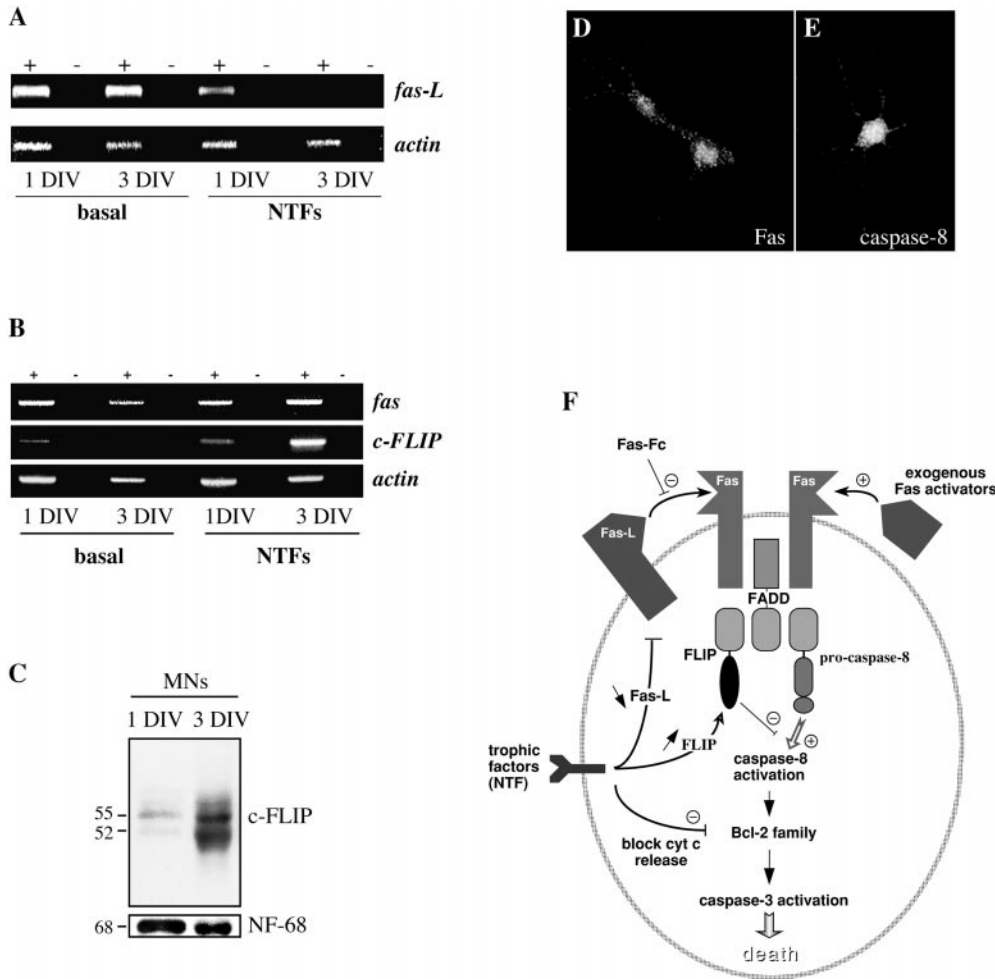 A
+ - + - + - + -
fas-L
actin
1 DIV 3 DIV 1 DIV 3 DIV
basal NTFs
B
+ - + - + - + -
fas
c-FLIP
actin
1 DIV 3 DIV 1DIV 3 DIV
basal NTFs
C
MNs
1 DIV 3 DIV
55
52
c-FLIP
68
NF-68
D
Fas
E
caspase-8
F
Fas-Fc
⊖
Fas
Fas
⊕
exogenous
Fas activators
Fas-L
FADD
FLIP
pro-caspase-8
Fas-L
FLIP
⊖
⊕
trophic
factors
(NTF)
caspase-8
activation
⊖
block cyt c
release
Bcl-2 family
caspase-3 activation
death